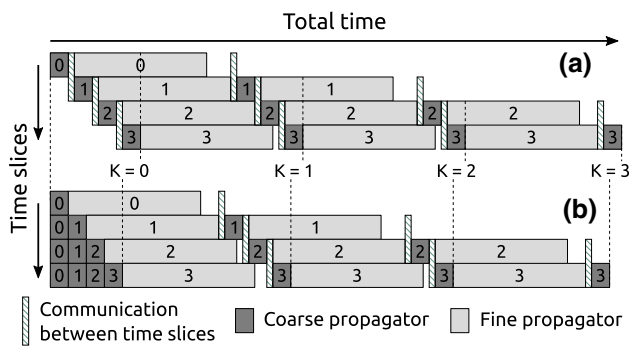 Total time
(a)
0 0
1 1 1 1
2 2 2 2 2 2
3 3 3 3 3 3 3
K = 0 K = 1 K = 2 K = 3
Time slices
(b)
0 0
0 1 1 1 1
0 1 2 2 2 2 2 2
0 1 2 3 3 3 3 3 3 3
Communication
between time slices
Coarse propagator
Fine propagator